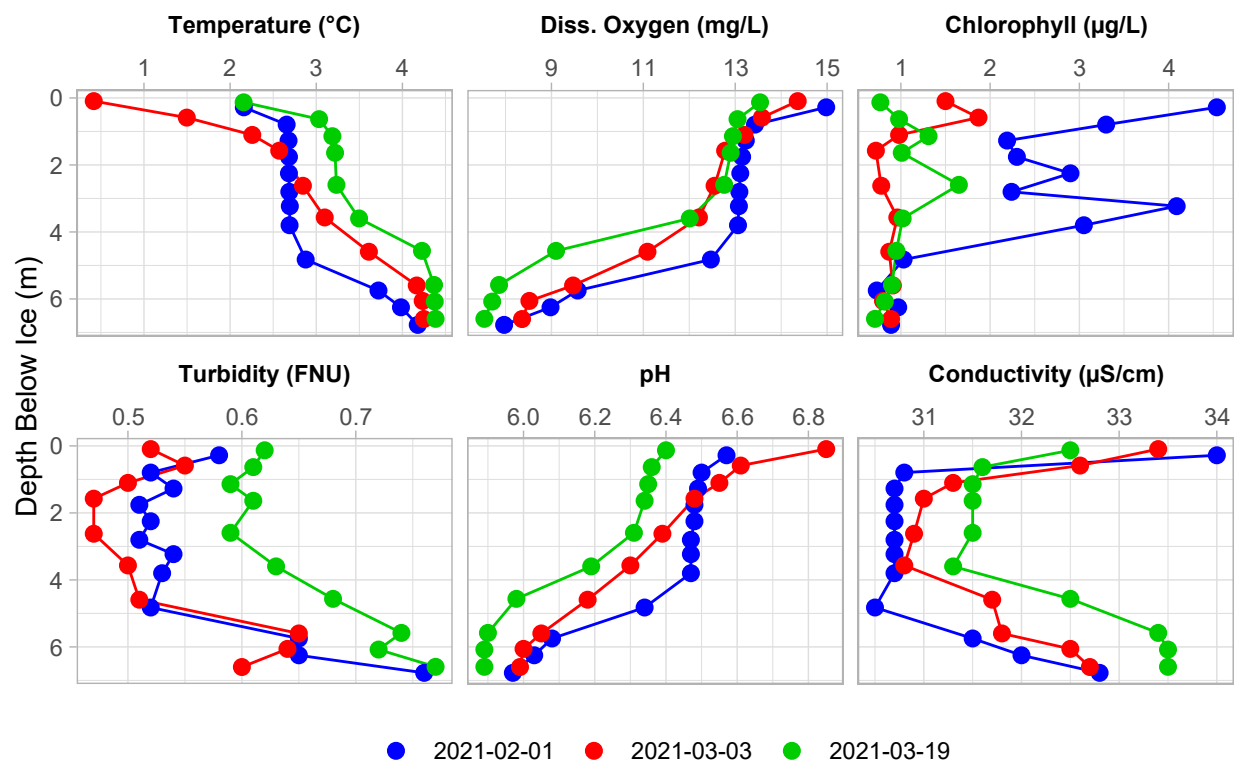 Temperature (°C) Diss. Oxygen (mg/L) Chlorophyll (µg/L)
1 2 3 4 9 11 13 15 1 2 3 4
0
2
4
6
Depth Below Ice (m)
Turbidity (FNU) pH Conductivity (µS/cm)
0.5 0.6 0.7 6.0 6.2 6.4 6.6 6.8 31 32 33 34
0
2
4
6
2021-02-01 2021-03-03 2021-03-19